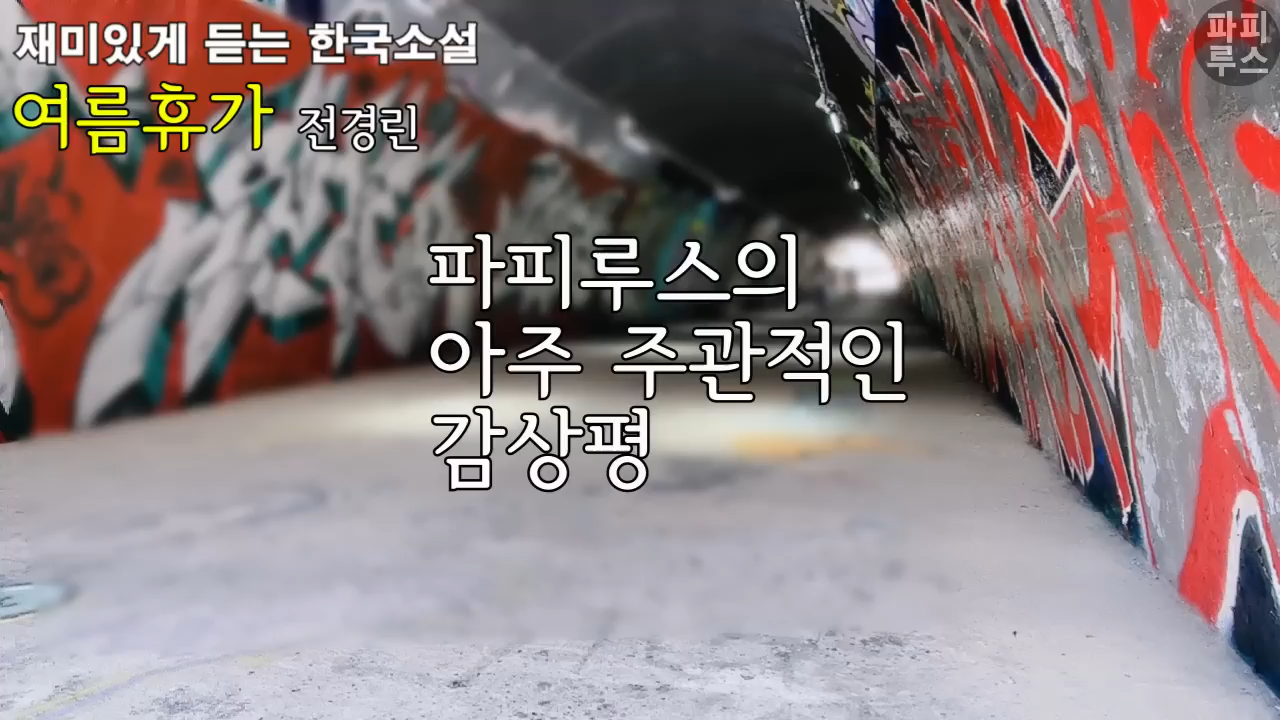 재미있게 듣는 한국소설
여름휴가 전경린
파피
루스
파피루스의
아주 주관적인
감상평